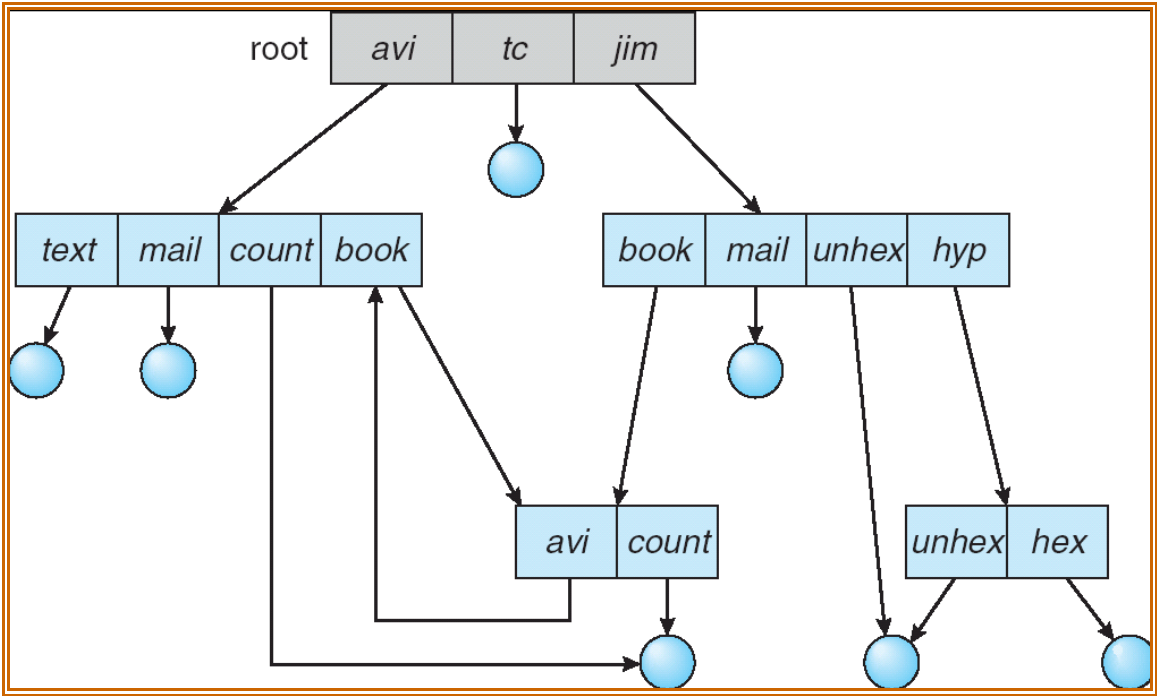 root avi tc jim
text mail count book book mail unhex hyp
avi count unhex hex